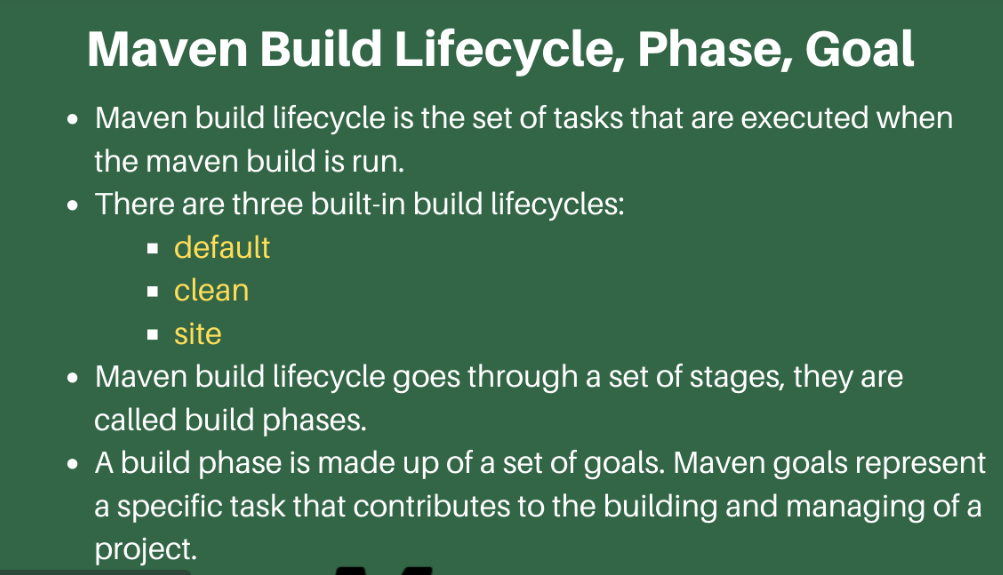 Maven Build Lifecycle, Phase, Goal
• Maven build lifecycle is the set of tasks that are executed when
the maven build is run.
• There are three built-in build lifecycles:
▪ default
▪ clean
▪ site
• Maven build lifecycle goes through a set of stages, they are
called build phases.
• A build phase is made up of a set of goals. Maven goals represent
a specific task that contributes to the building and managing of a
project.